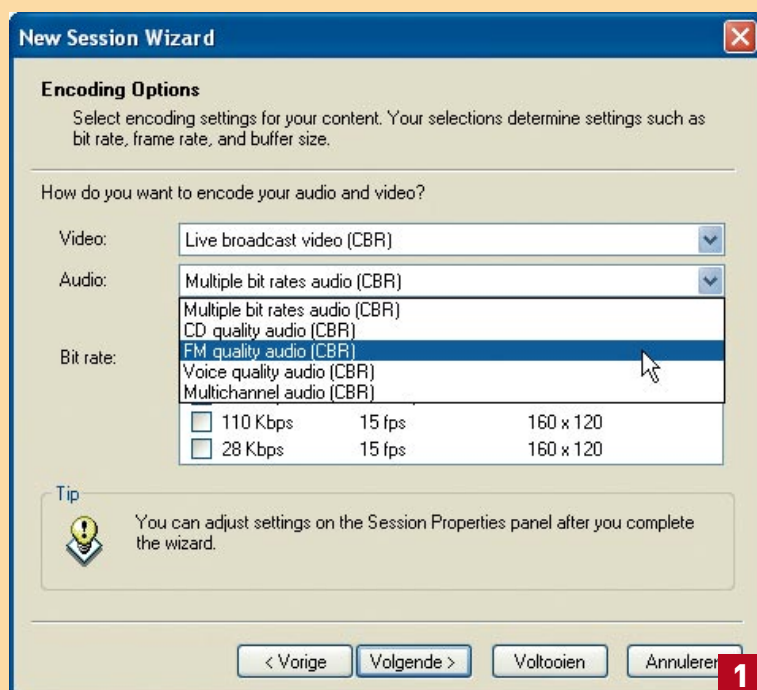 New Session Wizard
Encoding Options
Select encoding settings for your content. Your selections determine settings such as
bit rate, frame rate, and buffer size.
How do you want to encode your audio and video?
Video: Live broadcast video (CBR)
Audio: Multiple bit rates audio (CBR)
Multiple bit rates audio (CBR)
CD quality audio (CBR)
Bit rate: FM quality audio (CBR)
Voice quality audio (CBR)
Multichannel audio (CBR)
110 Kbps 15 fps 160 x 120
28 Kbps 15 fps 160 x 120
Tip
You can adjust settings on the Session Properties panel after you complete
the wizard.
< Vorige Volgende > Voltooien Annuleren
1